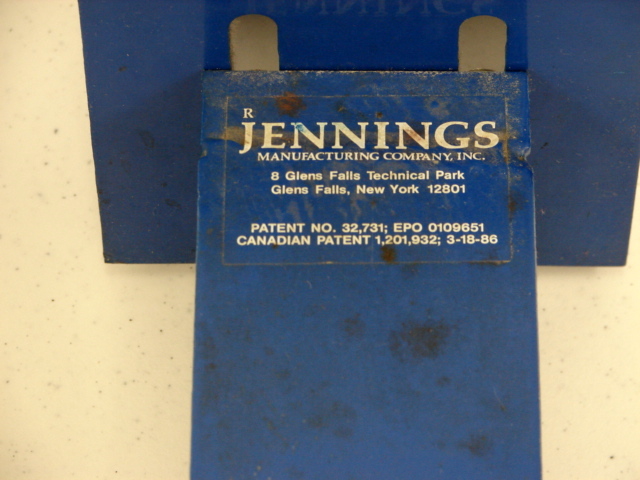 R
JENNINGS
MANUFACTURING COMPANY, INC.
8 Glens Falls Technical Park
Glens Falls, New York 12801
PATENT NO. 32,731; EPO 0109651
CANADIAN PATENT 1,201,932; 3-18-86